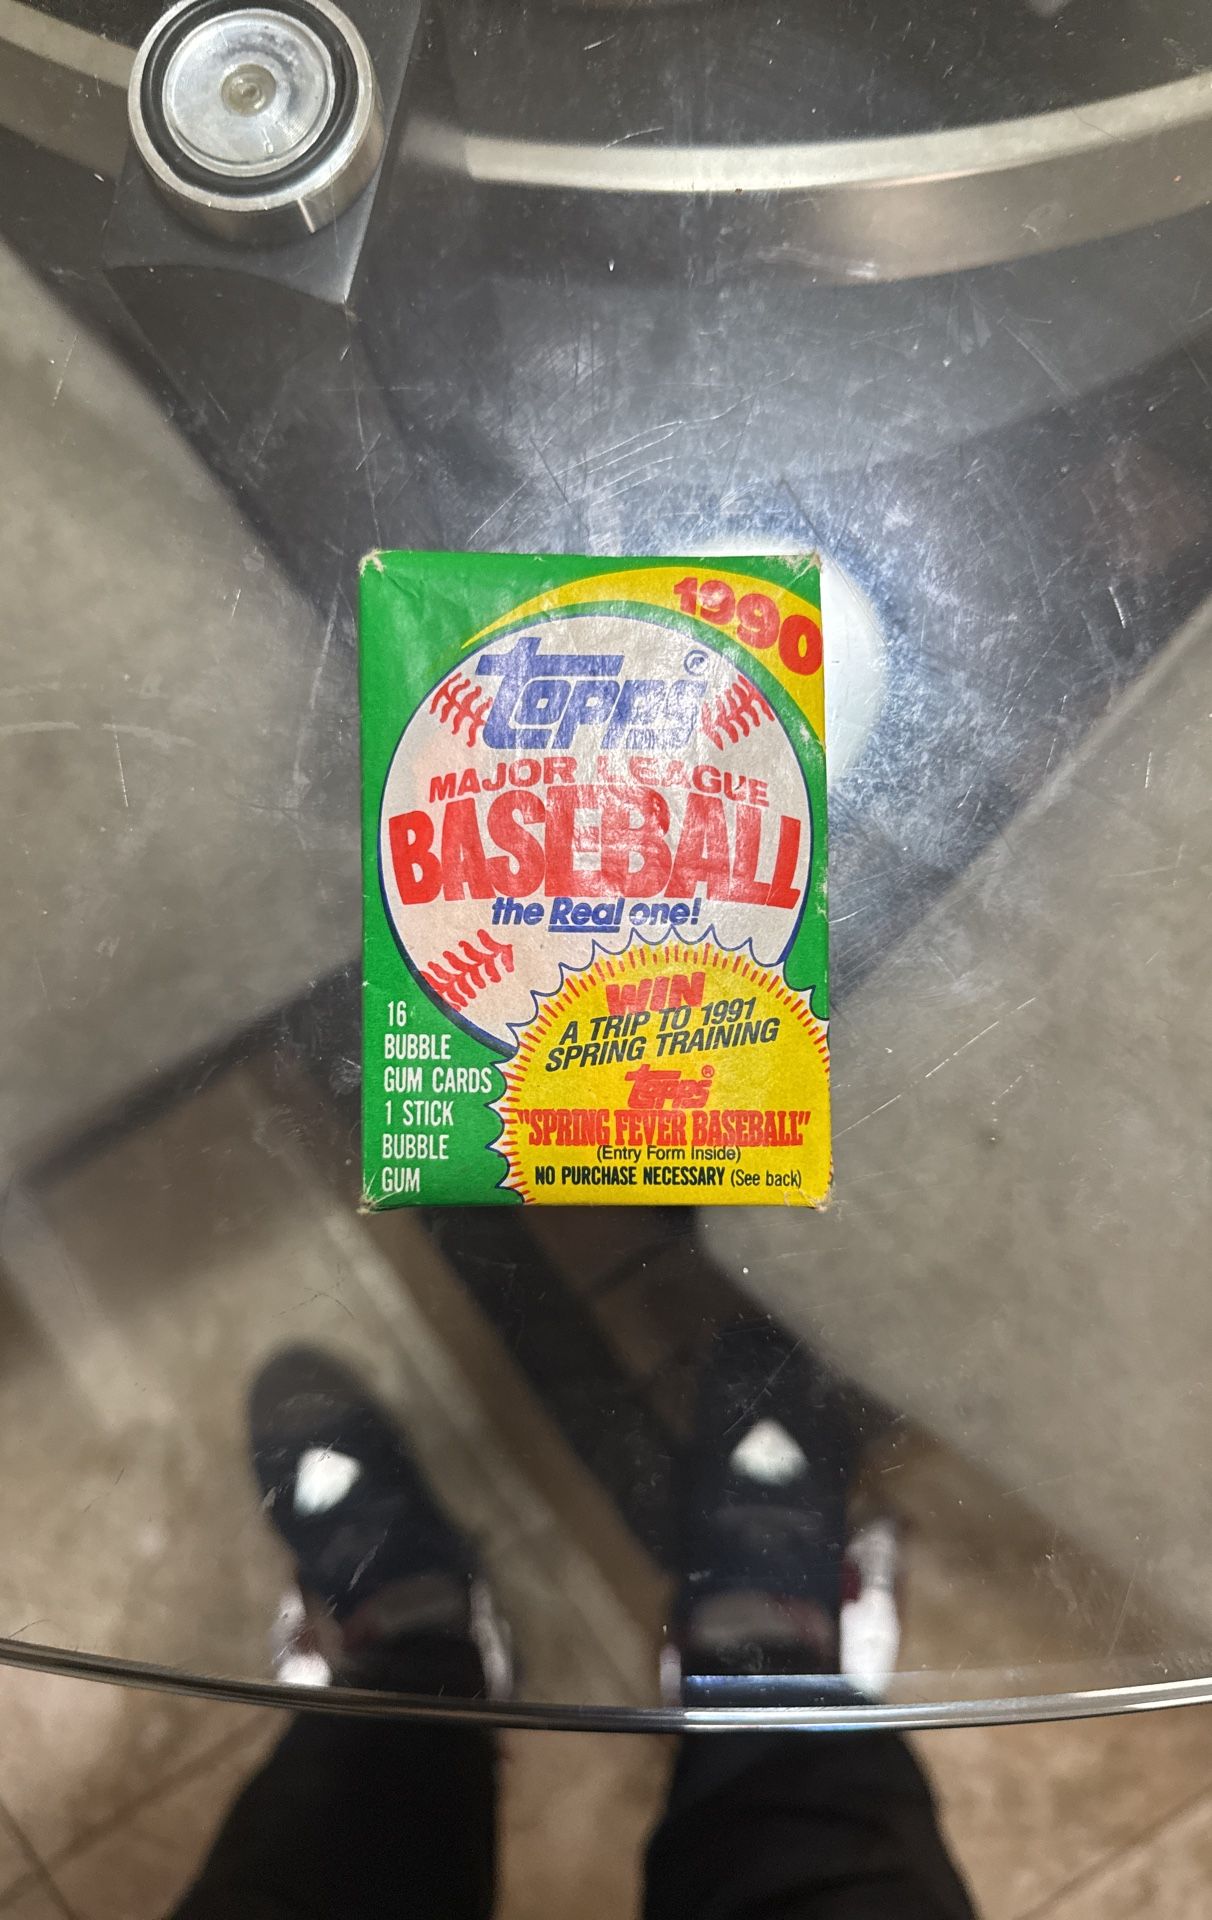 1990
topps®
MAJOR LEAGUE
BASEBALL
the Real one!
16
BUBBLE
GUM CARDS
1 STICK
BUBBLE
GUM
WIN
A TRIP TO 1991
SPRING TRAINING
topps®
"SPRING FEVER BASEBALL"
(Entry Form Inside)
NO PURCHASE NECESSARY (See back)